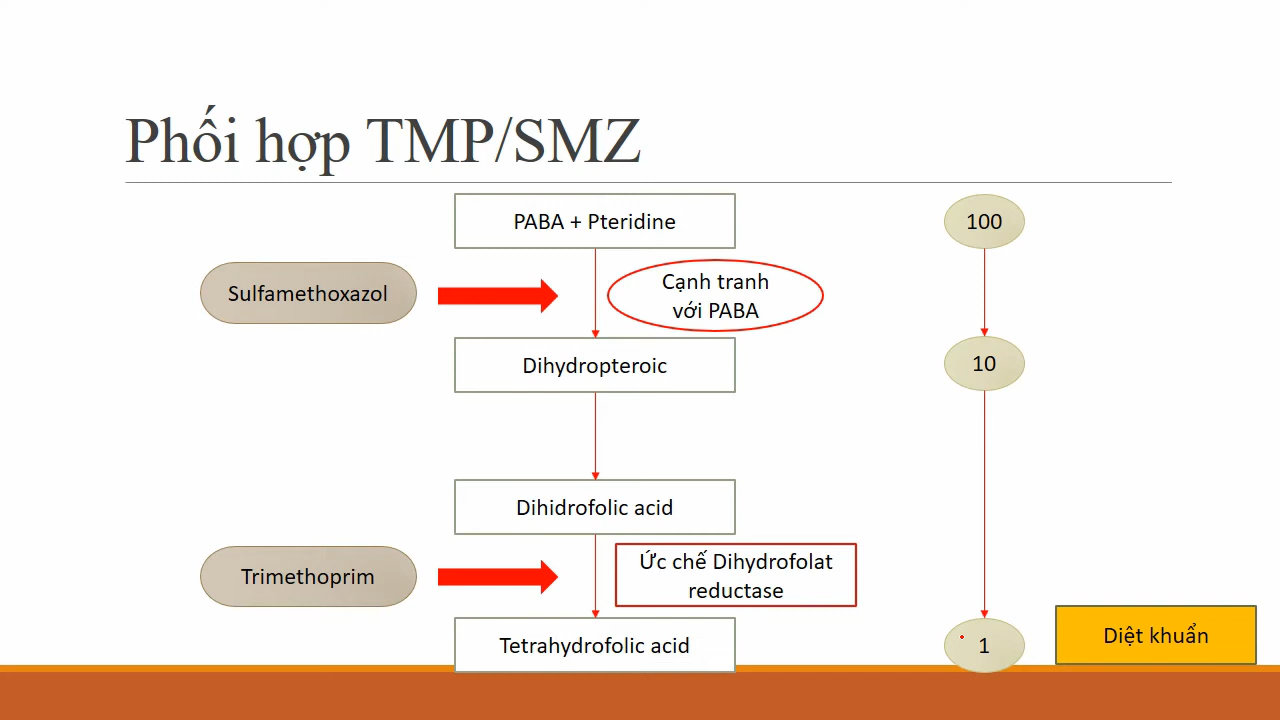 Phối hợp TMP/SMZ
PABA + Pteridine
100
Sulfamethoxazol
Cạnh tranh
với PABA
Dihydropteroic
10
Dihidrofolic acid
Trimethoprim
Ức chế Dihydrofolat
reductase
Tetrahydrofolic acid
1
Diệt khuẩn